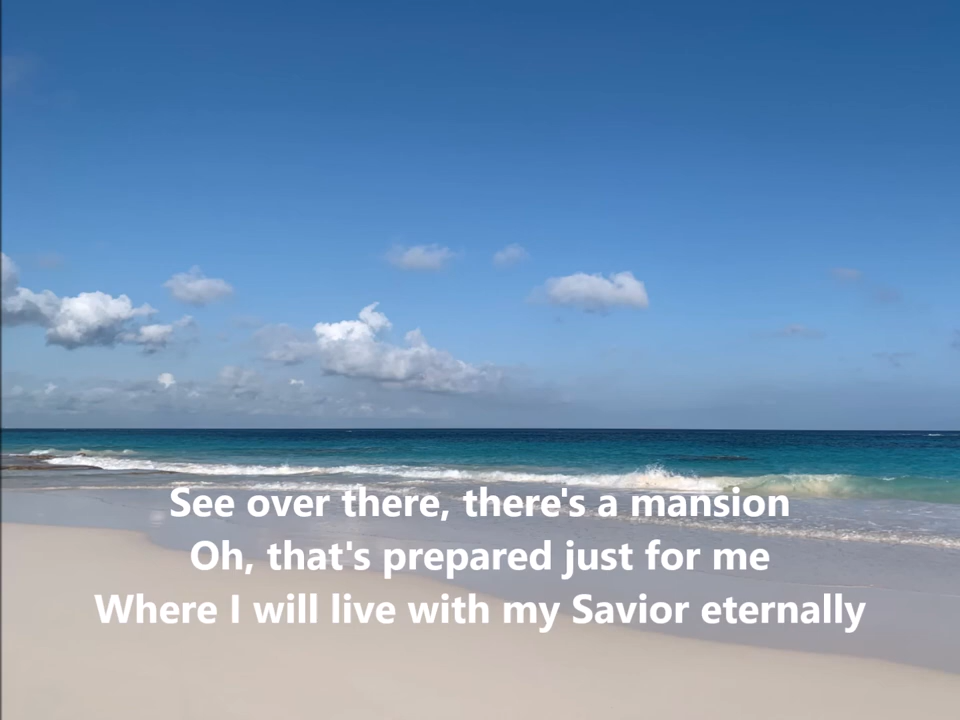 See over there, there's a mansion
Oh, that's prepared just for me
Where I will live with my Savior eternally